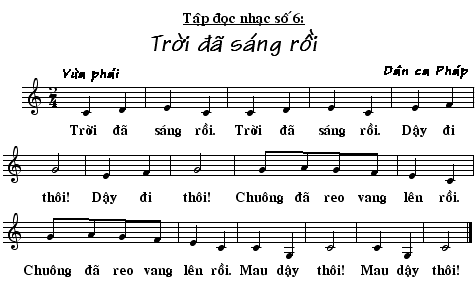 Tập đọc nhạc số 6:
Trời đã sáng rồi
Vừa phải
Dân ca Pháp
2
4
Trời đã sáng rồi. Trời đã sáng rồi. Dậy đi
thôi! Dậy đi thôi! Chuông đã reo vang lên rồi.
Chuông đã reo vang lên rồi. Mau dậy thôi! Mau dậy thôi!